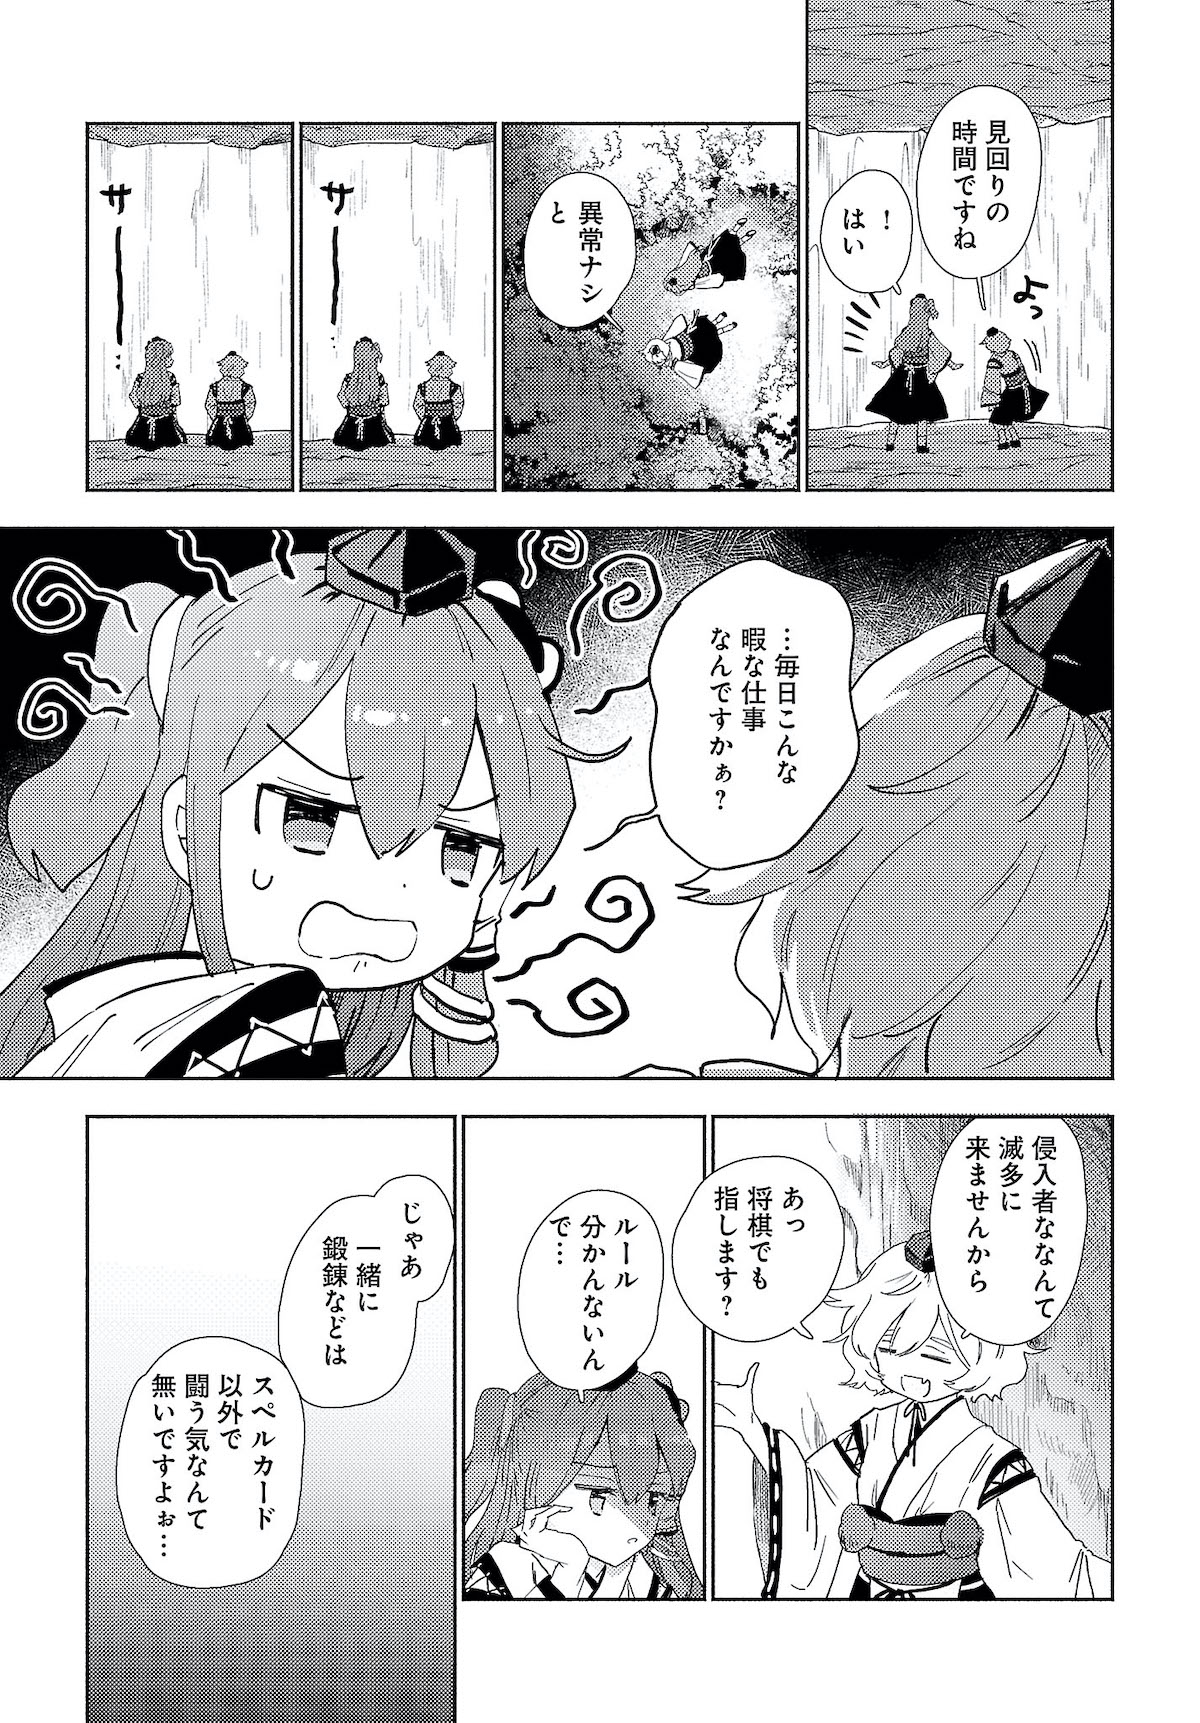 見回りの
時間ですね
！
はい
よっ
異常ナシ
と
サーーー…
サーーー…
…毎日こんな
暇な仕事
なんですかぁ？
侵入者ななんて
滅多に
来ませんから
あっ
将棋でも
指します？
ルール
分かんないん
で…
じゃあ
一緒に
鍛錬などは
スペルカード
以外で
闘う気なんて
無いですよぉ…